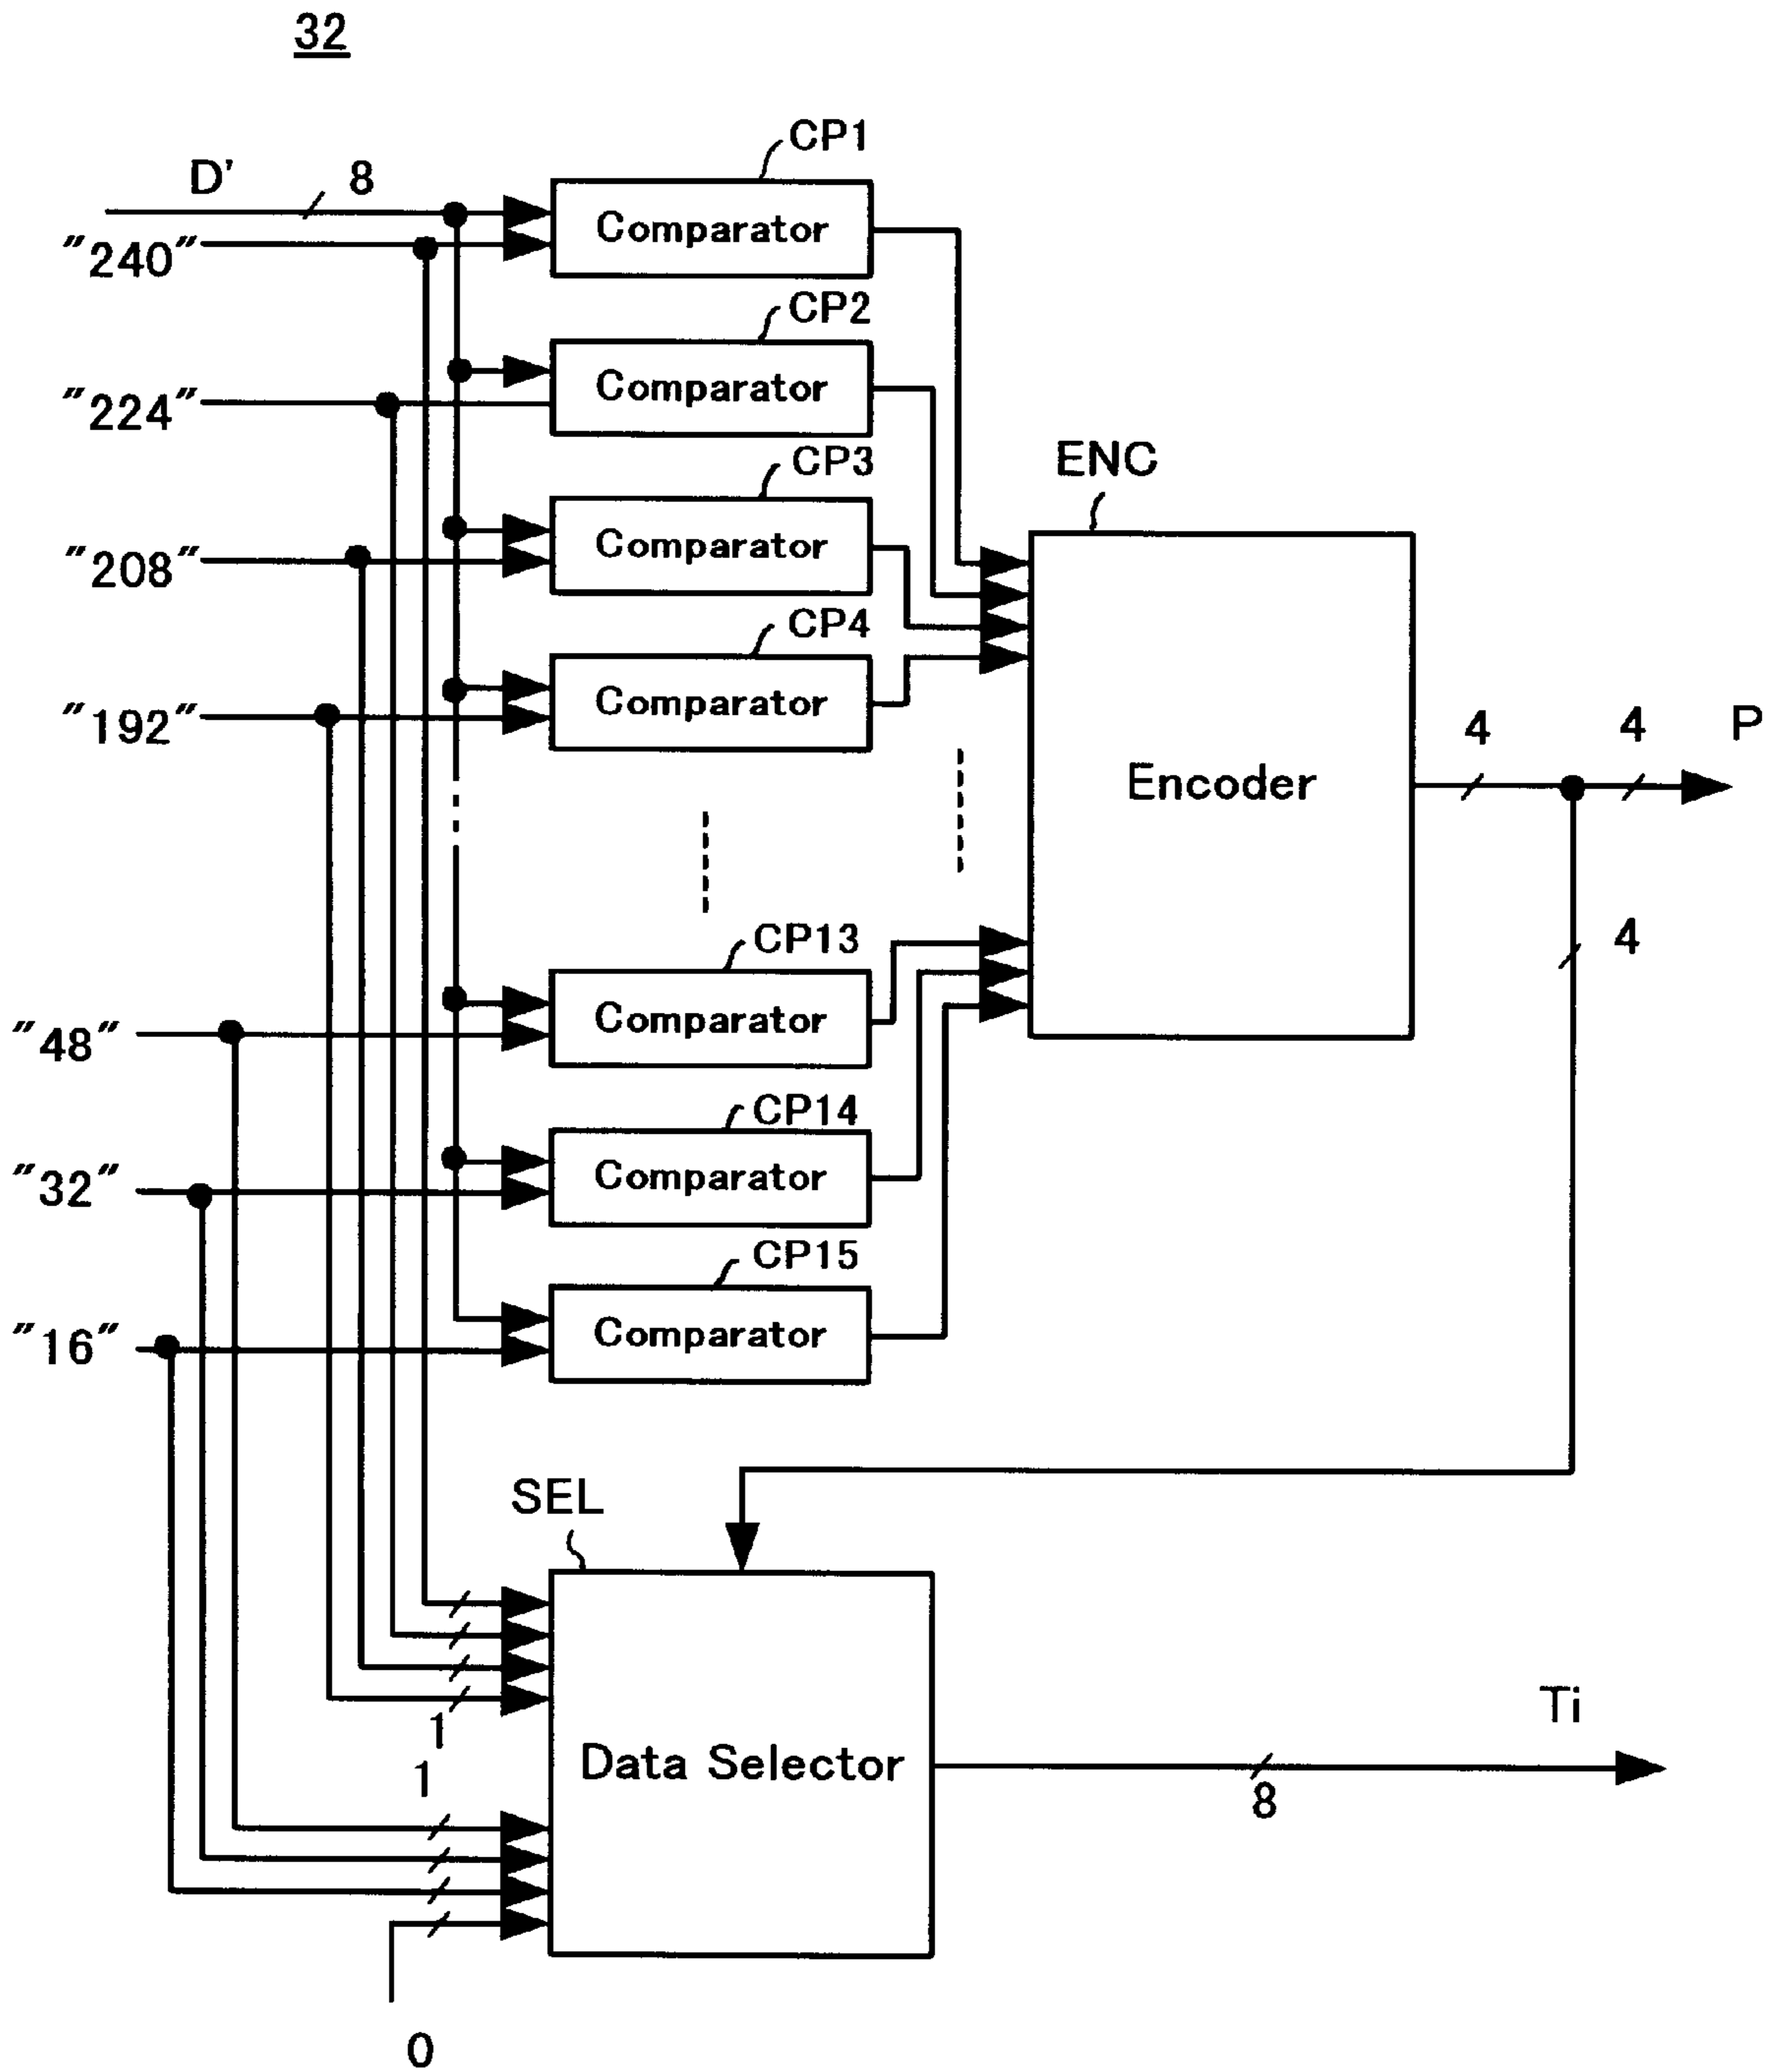 32
CP1
D' 8
Comparator
"240"
CP2
Comparator
"224"
CP3
ENC
Comparator
"208"
CP4
Comparator
"192"
4
4
P
Encoder
CP13
4
Comparator
"48"
CP14
Comparator
"32"
CP15
Comparator
"16"
SEL
1
Ti
1
Data Selector
8
0